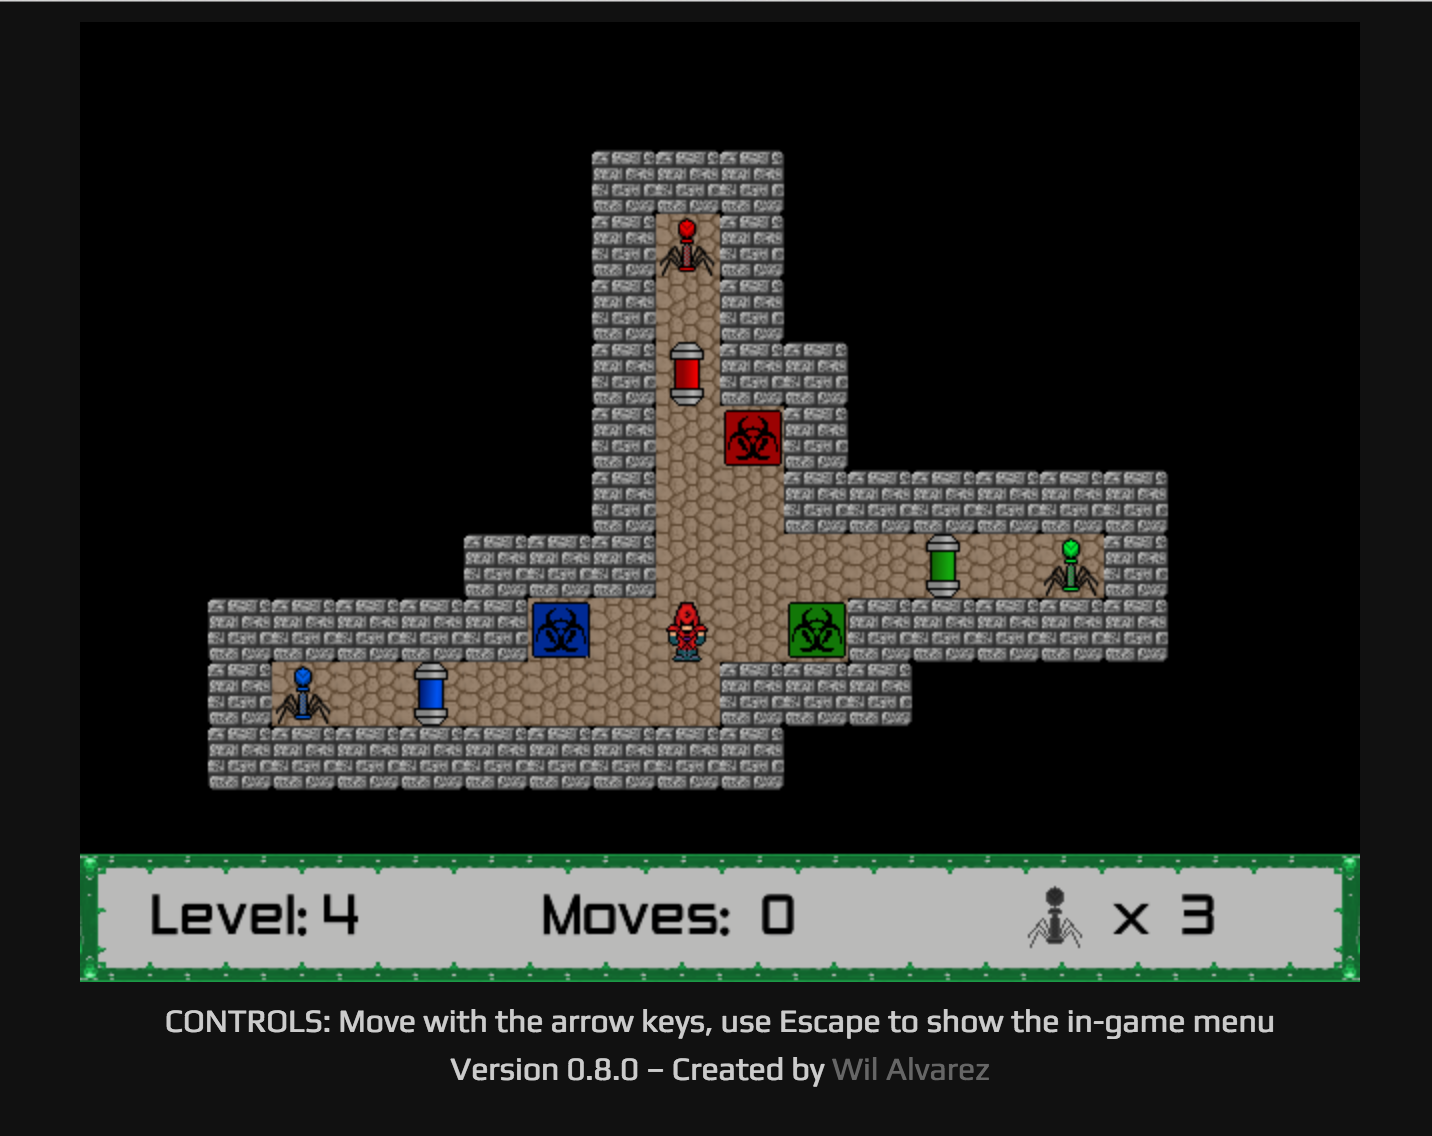 Level: 4 Moves: 0 x 3
CONTROLS: Move with the arrow keys, use Escape to show the in-game menu
Version 0.8.0 – Created by Wil Alvarez